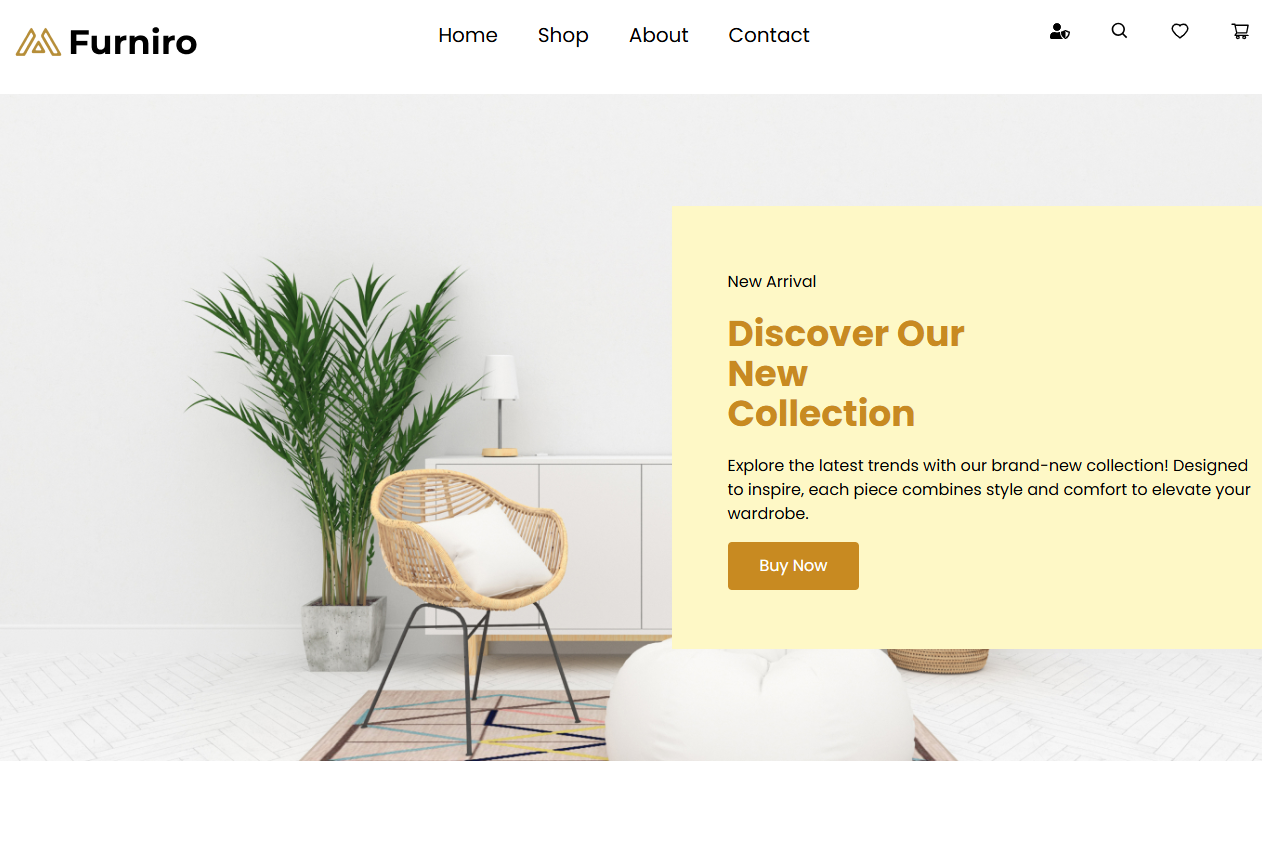 Furniro
Home Shop About Contact
New Arrival
Discover Our
New
Collection
Explore the latest trends with our brand-new collection! Designed
to inspire, each piece combines style and comfort to elevate your
wardrobe.
Buy Now